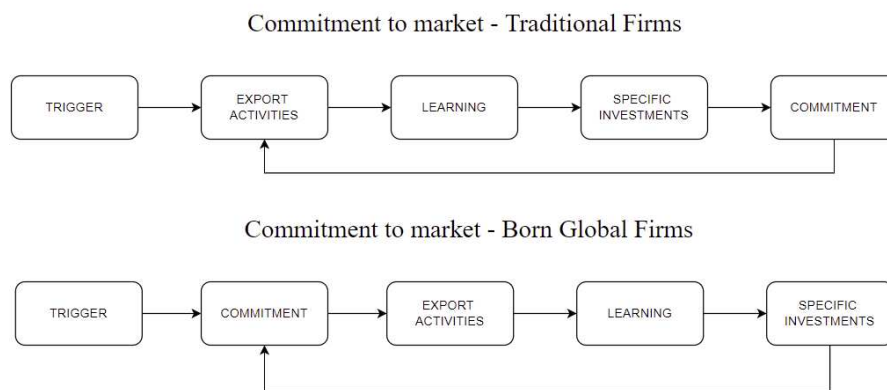 Commitment to market - Traditional Firms
TRIGGER
EXPORT
ACTIVITIES
LEARNING
SPECIFIC
INVESTMENTS
COMMITMENT
Commitment to market - Born Global Firms
TRIGGER
COMMITMENT
EXPORT
ACTIVITIES
LEARNING
SPECIFIC
INVESTMENTS